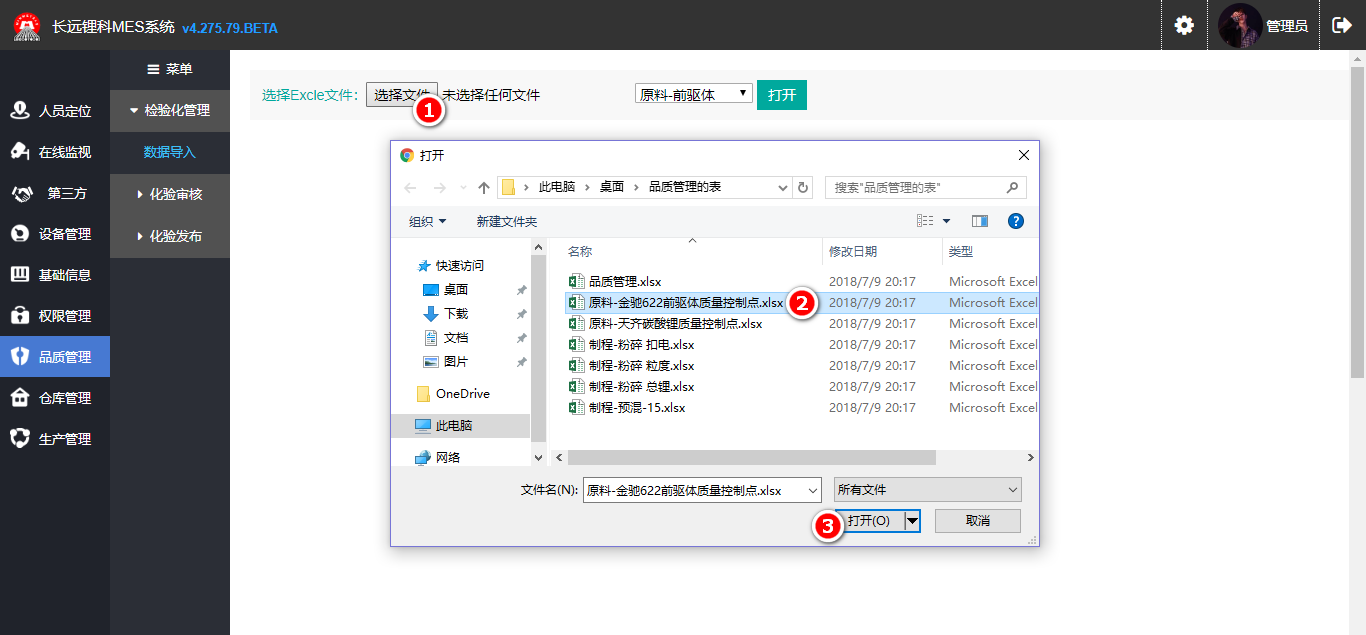 长远锂科MES系统 v4.275.79.BETA
管理员
菜单
人员定位
在线监视
第三方
设备管理
基础信息
权限管理
品质管理
仓库管理
生产管理
检验化管理
数据导入
化验审核
化验发布
选择Excle文件: 选择文件 未选择任何文件 原料-前驱体 打开
1
打开
此电脑 桌面 品质管理的表 搜索"品质管理的表"
组织 新建文件夹
快速访问
桌面
下载
文档
图片
OneDrive
此电脑
网络
名称 修改日期 类型
品质管理.xlsx 2018/7/9 20:17 Microsoft Excel
原料-金驰622前驱体质量控制点.xlsx 2 2018/7/9 20:17 Microsoft Excel
原料-天齐碳酸锂质量控制点.xlsx 2018/7/9 20:17 Microsoft Excel
制程-粉碎 扣电.xlsx 2018/7/9 20:17 Microsoft Excel
制程-粉碎 粒度.xlsx 2018/7/9 20:17 Microsoft Excel
制程-粉碎 总锂.xlsx 2018/7/9 20:17 Microsoft Excel
制程-预混-15.xlsx 2018/7/9 20:17 Microsoft Excel
文件名(N): 原料-金驰622前驱体质量控制点.xlsx 所有文件
3 打开(O) 取消